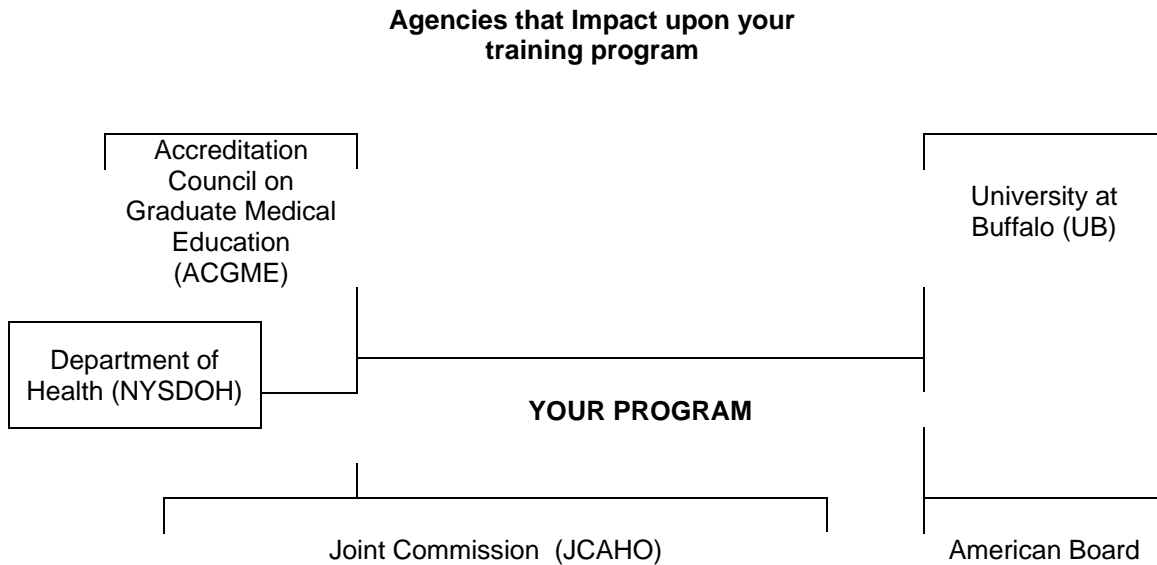 Agencies that Impact upon your
training program
Accreditation
Council on
Graduate Medical
Education
(ACGME)
University at
Buffalo (UB)
Department of
Health (NYSDOH)
YOUR PROGRAM
Joint Commission (JCAHO)
American Board